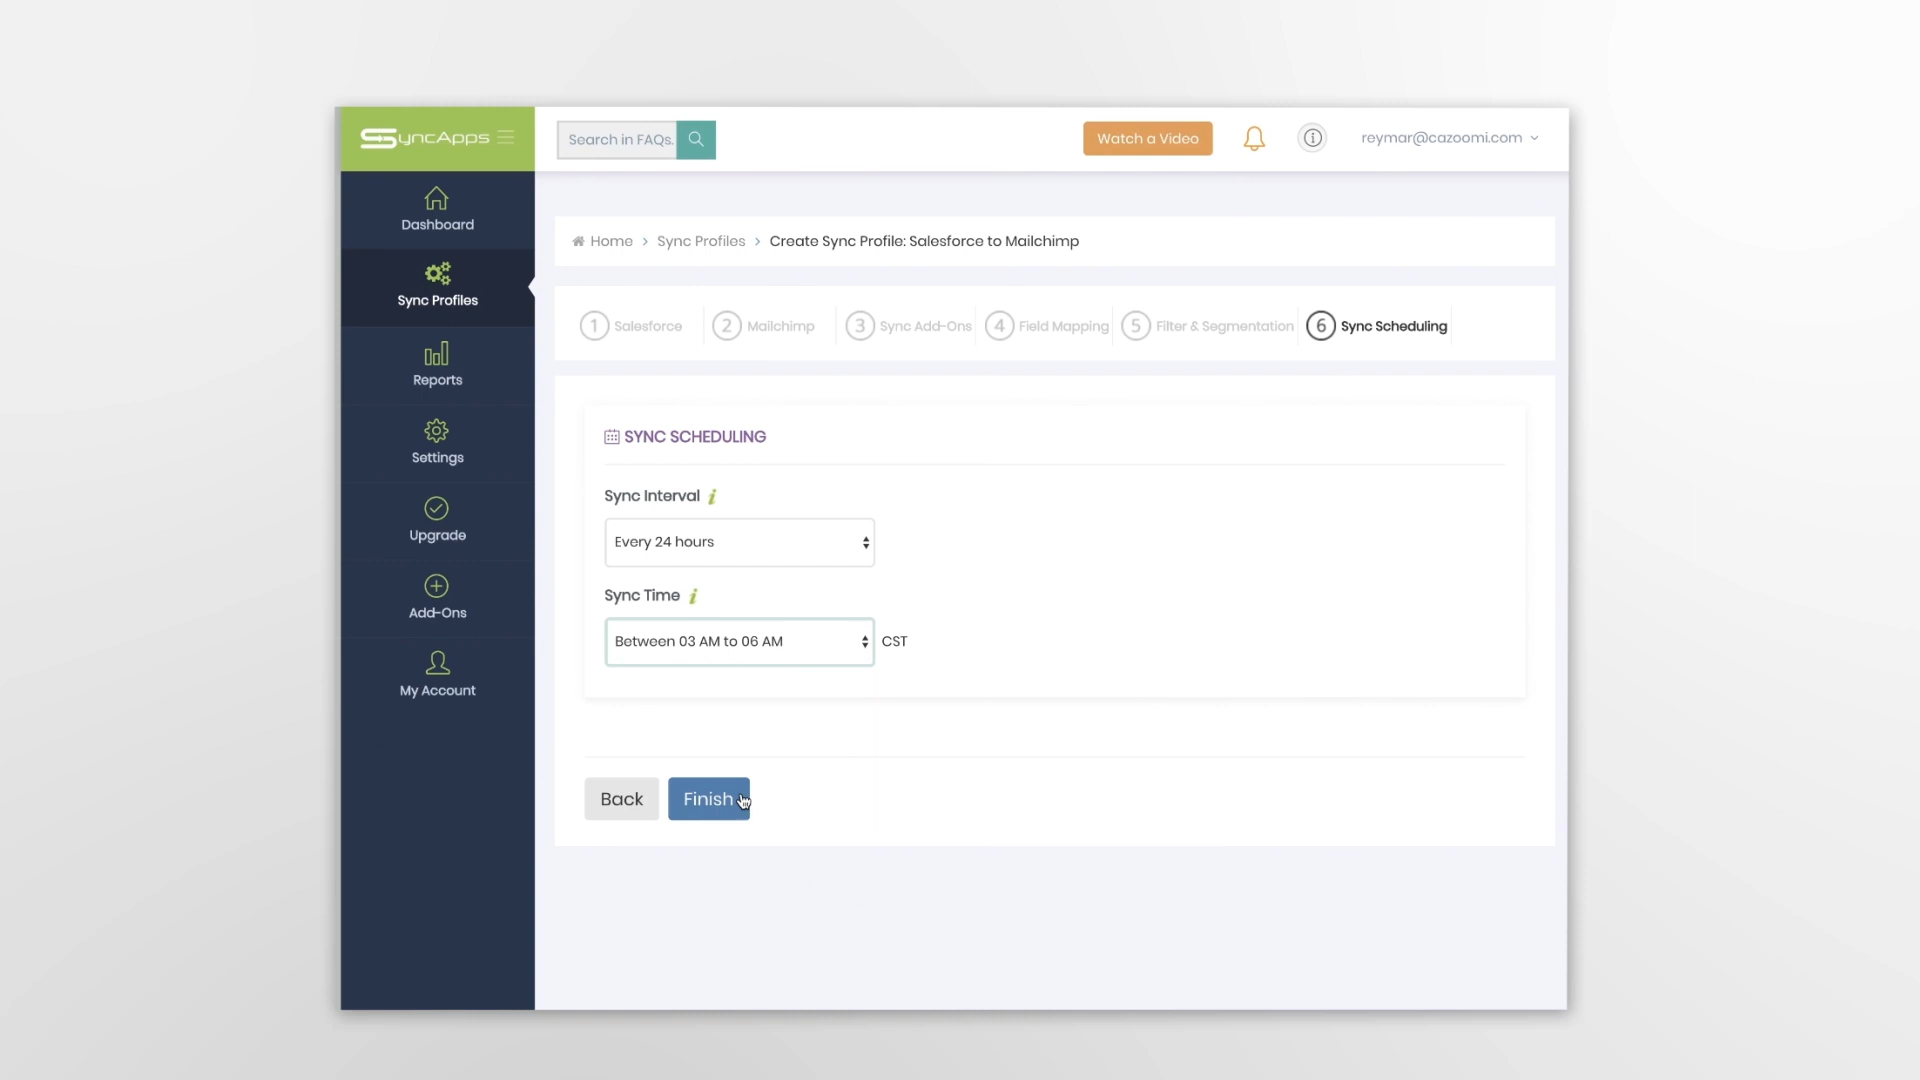 SyncApps
Search in FAQs.
Watch a Video
i
reymar@cazoomi.com
Dashboard
Sync Profiles
Reports
Settings
Upgrade
Add-Ons
My Account
Home > Sync Profiles > Create Sync Profile: Salesforce to Mailchimp
1 Salesforce 2 Mailchimp 3 Sync Add-Ons 4 Field Mapping 5 Filter & Segmentation 6 Sync Scheduling
SYNC SCHEDULING
Sync Interval i
Every 24 hours
Sync Time i
Between 03 AM to 06 AM CST
Back Finish